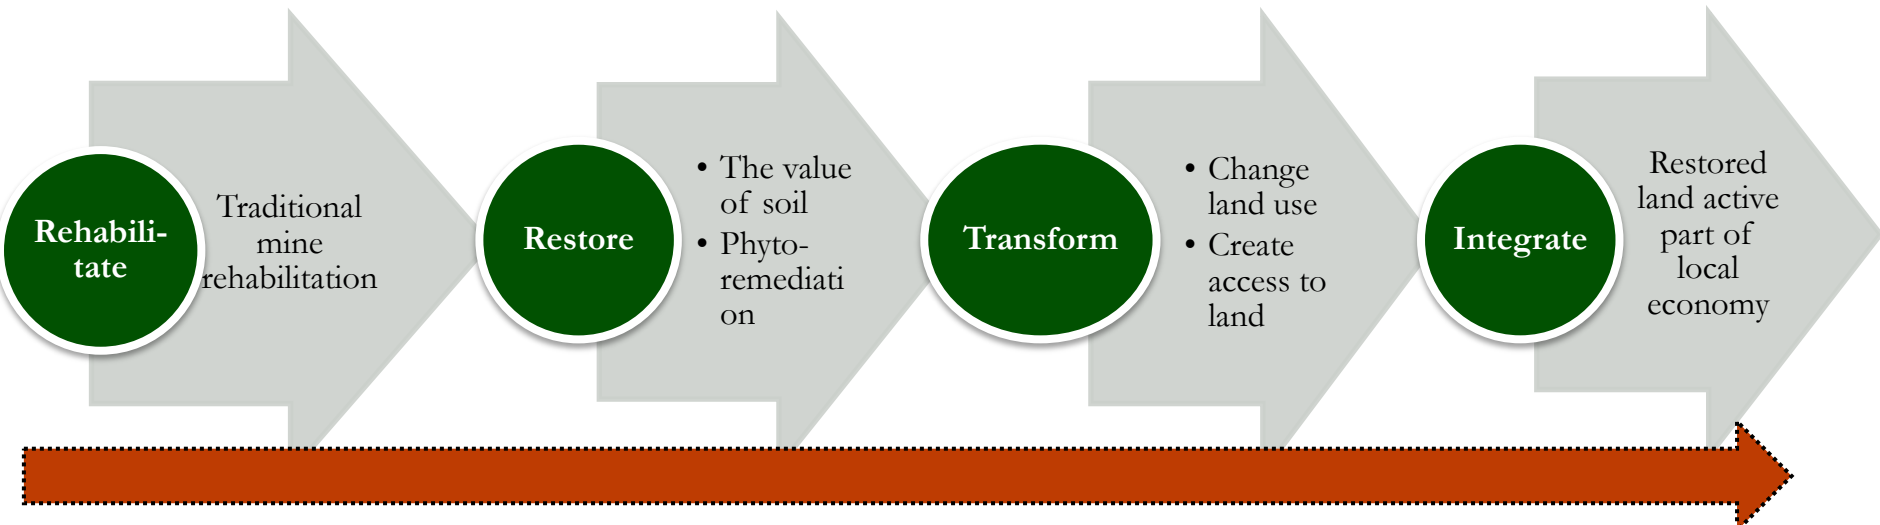 Rehabili-
tate
Traditional
mine
rehabilitation
Restore
• The value
of soil
• Phyto-
remediati
on
Transform
• Change
land use
• Create
access to
land
Integrate
Restored
land active
part of
local
economy